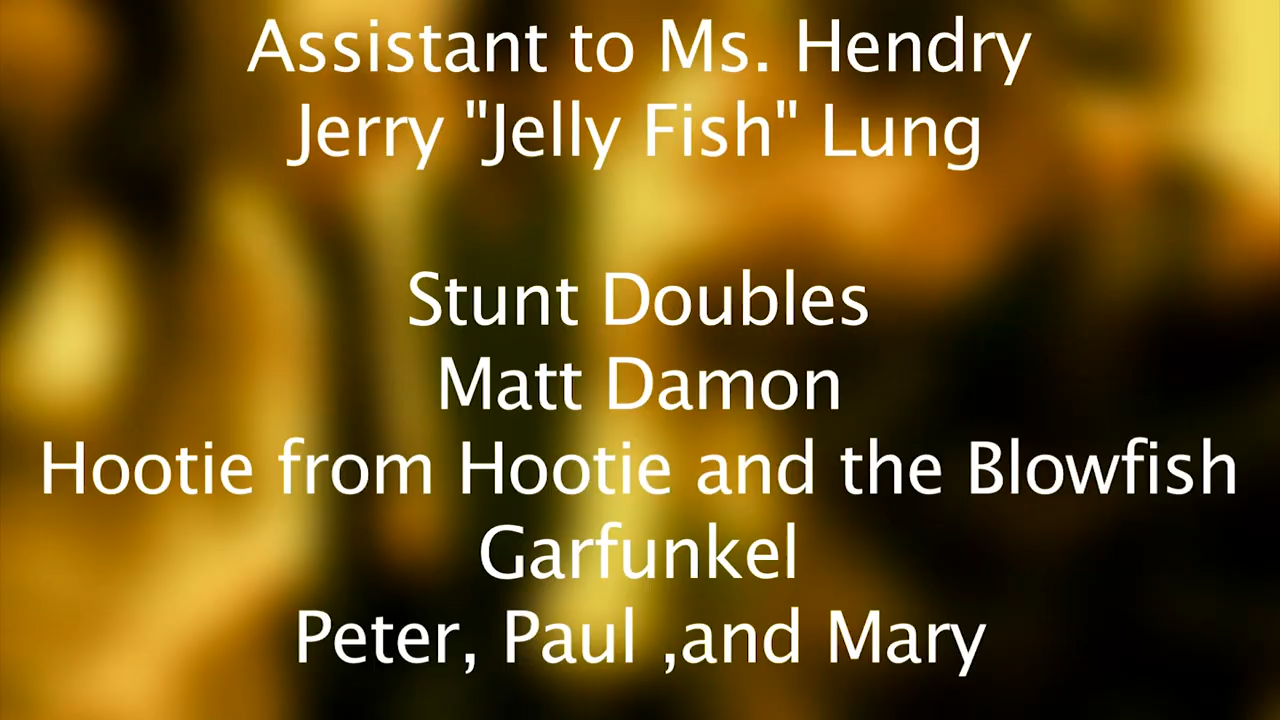 Assistant to Ms. Hendry
Jerry "Jelly Fish" Lung
Stunt Doubles
Matt Damon
Hootie from Hootie and the Blowfish
Garfunkel
Peter, Paul ,and Mary